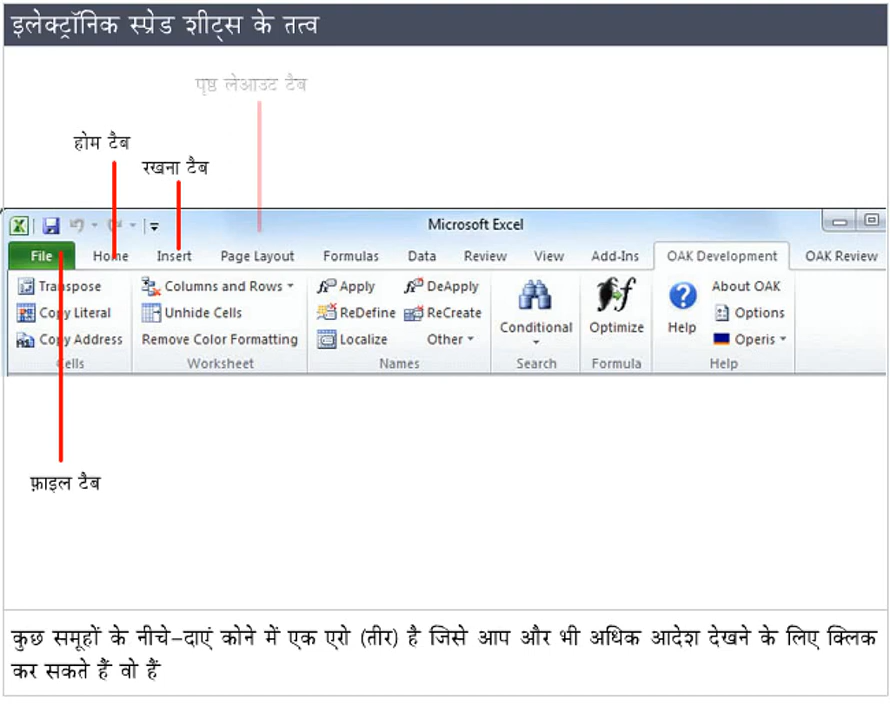 इलेक्ट्रॉनिक स्प्रेड शीट्स के तत्व
पृष्ठ लेआउट टैब
होम टैब
रखना टैब
Microsoft Excel
File Home Insert Page Layout Formulas Data Review View Add-Ins OAK Development OAK Review
Transpose Columns and Rows Apply DeApply About OAK
Copy Literal Unhide Cells ReDefine ReCreate Conditional Optimize Help Options
Copy Address Remove Color Formatting Localize Other Operis
Cells Worksheet Names Search Formula Help
फ़ाइल टैब
कुछ समूहों के नीचे-दाएं कोने में एक एरो (तीर) है जिसे आप और भी अधिक आदेश देखने के लिए क्लिक
कर सकते हैं वो हैं